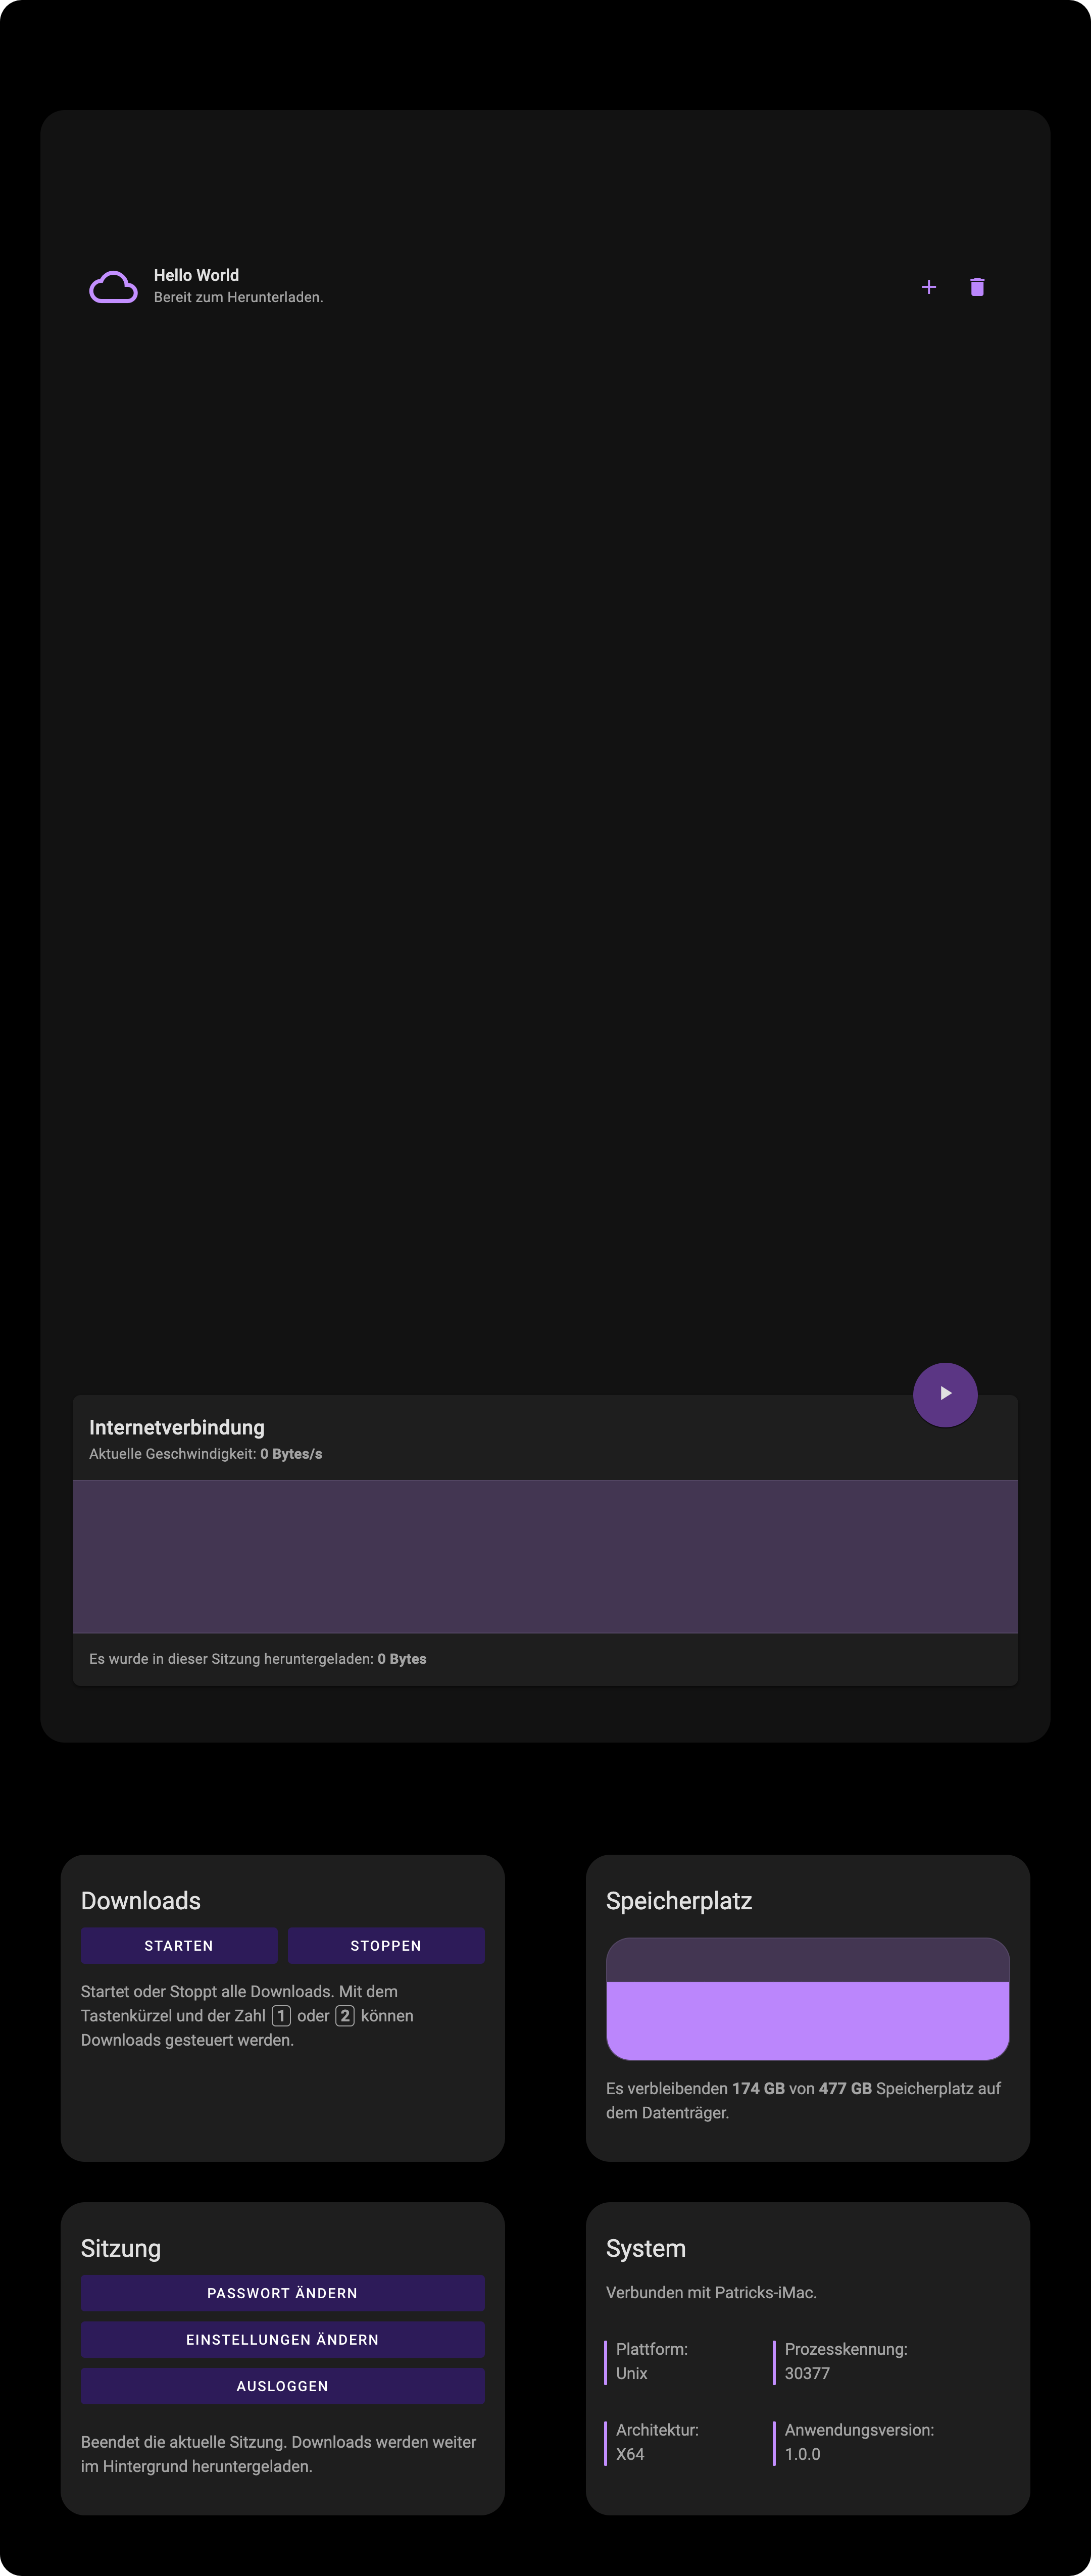 Hello World
Bereit zum Herunterladen.
Internetverbindung
Aktuelle Geschwindigkeit: 0 Bytes/s
Es wurde in dieser Sitzung heruntergeladen: 0 Bytes
Downloads
STARTEN
STOPPEN
Startet oder Stoppt alle Downloads. Mit dem
Tastenkürzel und der Zahl 1 oder 2 können
Downloads gesteuert werden.
Speicherplatz
Es verbleibenden 174 GB von 477 GB Speicherplatz auf
dem Datenträger.
Sitzung
PASSWORT ÄNDERN
EINSTELLUNGEN ÄNDERN
AUSLOGGEN
Beendet die aktuelle Sitzung. Downloads werden weiter
im Hintergrund heruntergeladen.
System
Verbunden mit Patricks-iMac.
Plattform:
Unix
Prozesskennung:
30377
Architektur:
X64
Anwendungsversion:
1.0.0